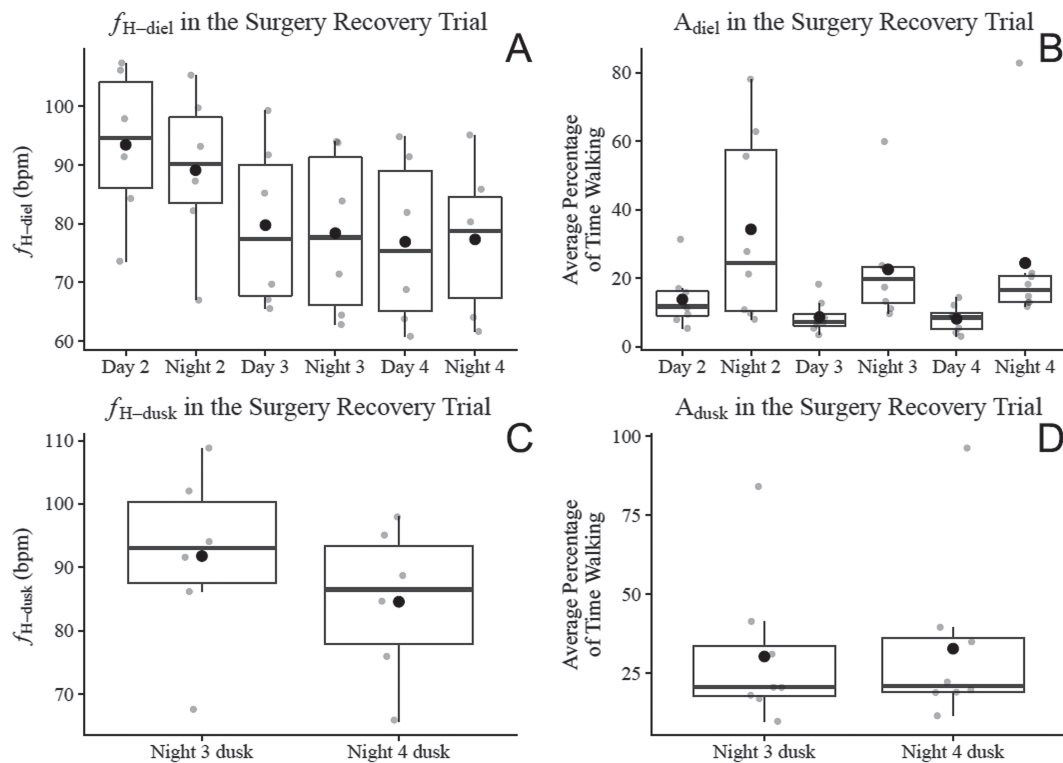 f_H–diel in the Surgery Recovery Trial
A
f_H–diel (bpm)
100
90
80
70
60
Day 2 Night 2 Day 3 Night 3 Day 4 Night 4
A_diel in the Surgery Recovery Trial
B
Average Percentage
of Time Walking
80
60
40
20
0
Day 2 Night 2 Day 3 Night 3 Day 4 Night 4
f_H–dusk in the Surgery Recovery Trial
C
f_H–dusk (bpm)
110
100
90
80
70
Night 3 dusk Night 4 dusk
A_dusk in the Surgery Recovery Trial
D
Average Percentage
of Time Walking
100
75
50
25
Night 3 dusk Night 4 dusk